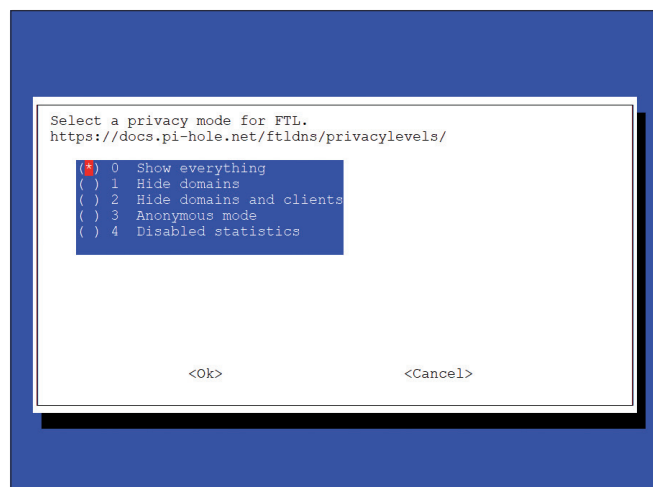 Select a privacy mode for FTL.
https://docs.pi-hole.net/ftldns/privacylevels/
(*) 0 Show everything
( ) 1 Hide domains
( ) 2 Hide domains and clients
( ) 3 Anonymous mode
( ) 4 Disabled statistics
<Ok> <Cancel>